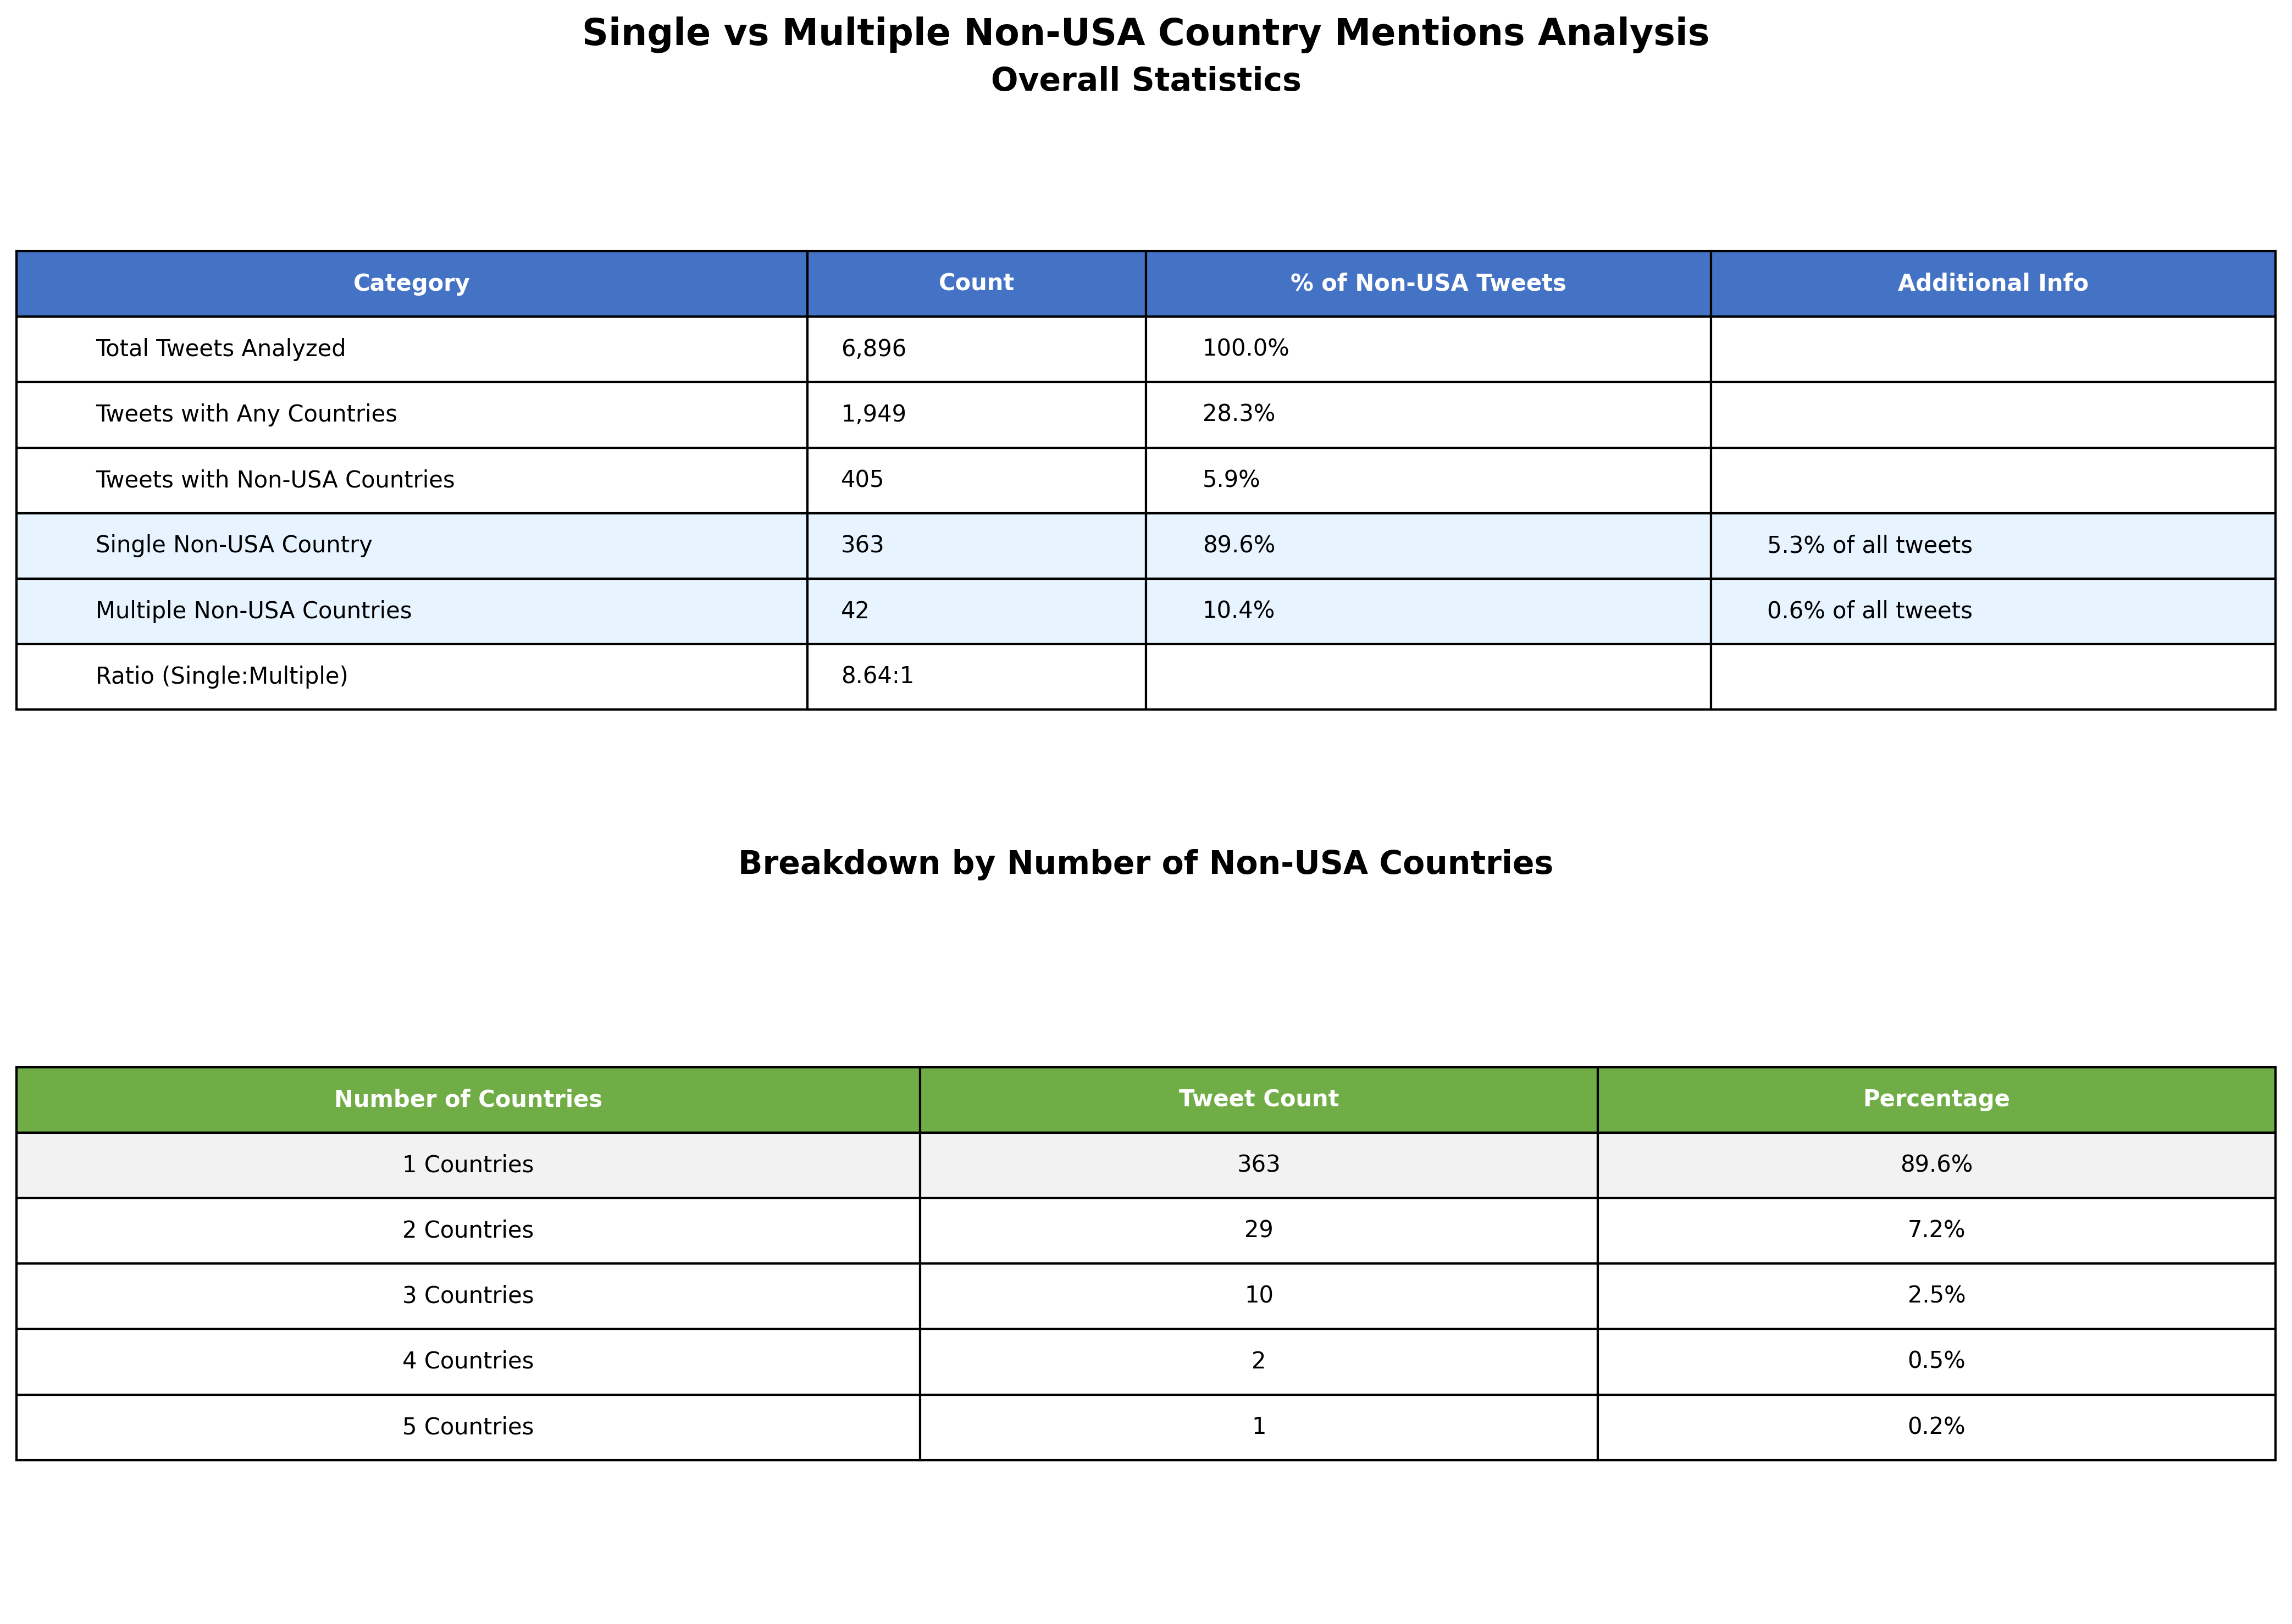 Single vs Multiple Non-USA Country Mentions Analysis
Overall Statistics
Category Count % of Non-USA Tweets Additional Info
Total Tweets Analyzed 6,896 100.0%
Tweets with Any Countries 1,949 28.3%
Tweets with Non-USA Countries 405 5.9%
Single Non-USA Country 363 89.6% 5.3% of all tweets
Multiple Non-USA Countries 42 10.4% 0.6% of all tweets
Ratio (Single:Multiple) 8.64:1
Breakdown by Number of Non-USA Countries
Number of Countries Tweet Count Percentage
1 Countries 363 89.6%
2 Countries 29 7.2%
3 Countries 10 2.5%
4 Countries 2 0.5%
5 Countries 1 0.2%